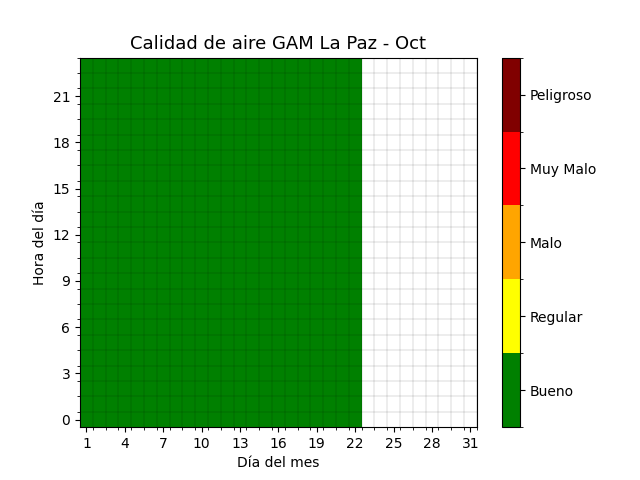 Calidad de aire GAM La Paz - Oct
Hora del día
21
18
15
12
9
6
3
0
1 4 7 10 13 16 19 22 25 28 31
Día del mes
Peligroso
Muy Malo
Malo
Regular
Bueno